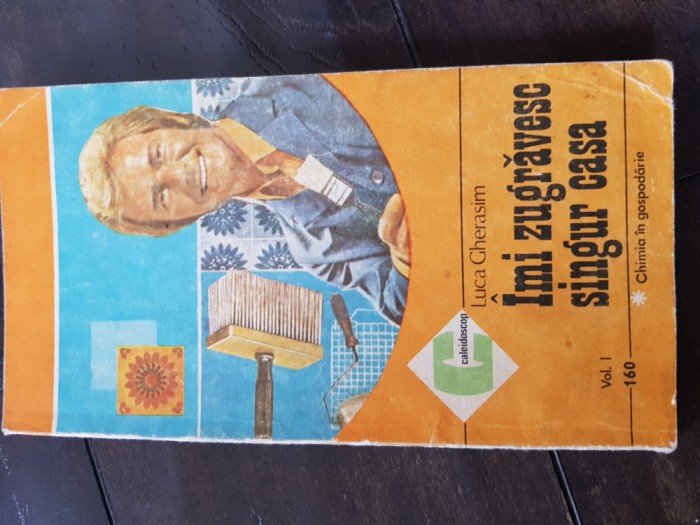 Luca Gherasim
Îmi zugrăvesc
singur casa
caleidoscop
Vol. I
160
Chimia în gospodărie